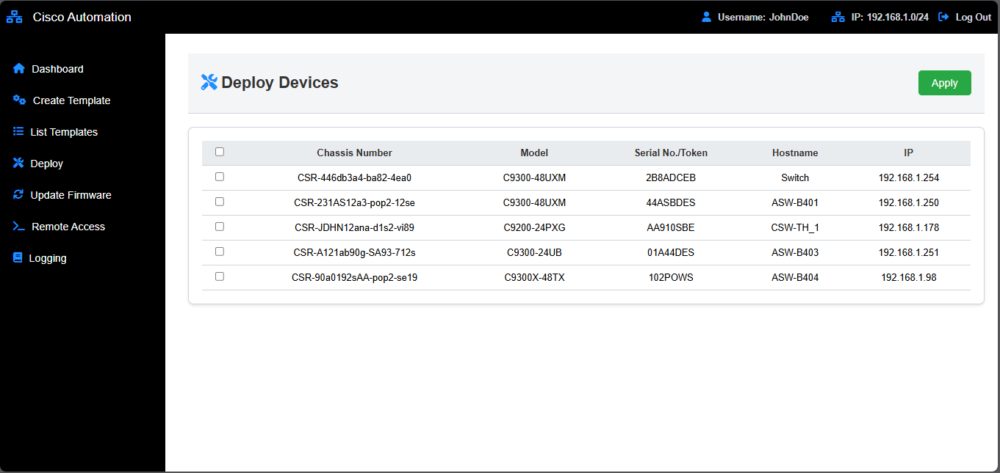 Cisco Automation
Username: JohnDoe
IP: 192.168.1.0/24
Log Out
Dashboard
Create Template
List Templates
Deploy
Update Firmware
Remote Access
Logging
Deploy Devices
Apply
Chassis Number Model Serial No./Token Hostname IP
CSR-446db3a4-ba82-4ea0 C9300-48UXM 2B8ADCEB Switch 192.168.1.254
CSR-231AS12a3-pop2-12se C9300-48UXM 44ASBDES ASW-B401 192.168.1.250
CSR-JDHN12ana-d1s2-vi89 C9200-24PXG AA910SBE CSW-TH_1 192.168.1.178
CSR-A121ab90g-SA93-712s C9300-24UB 01A44DES ASW-B403 192.168.1.251
CSR-90a0192sAA-pop2-se19 C9300X-48TX 102POWS ASW-B404 192.168.1.98